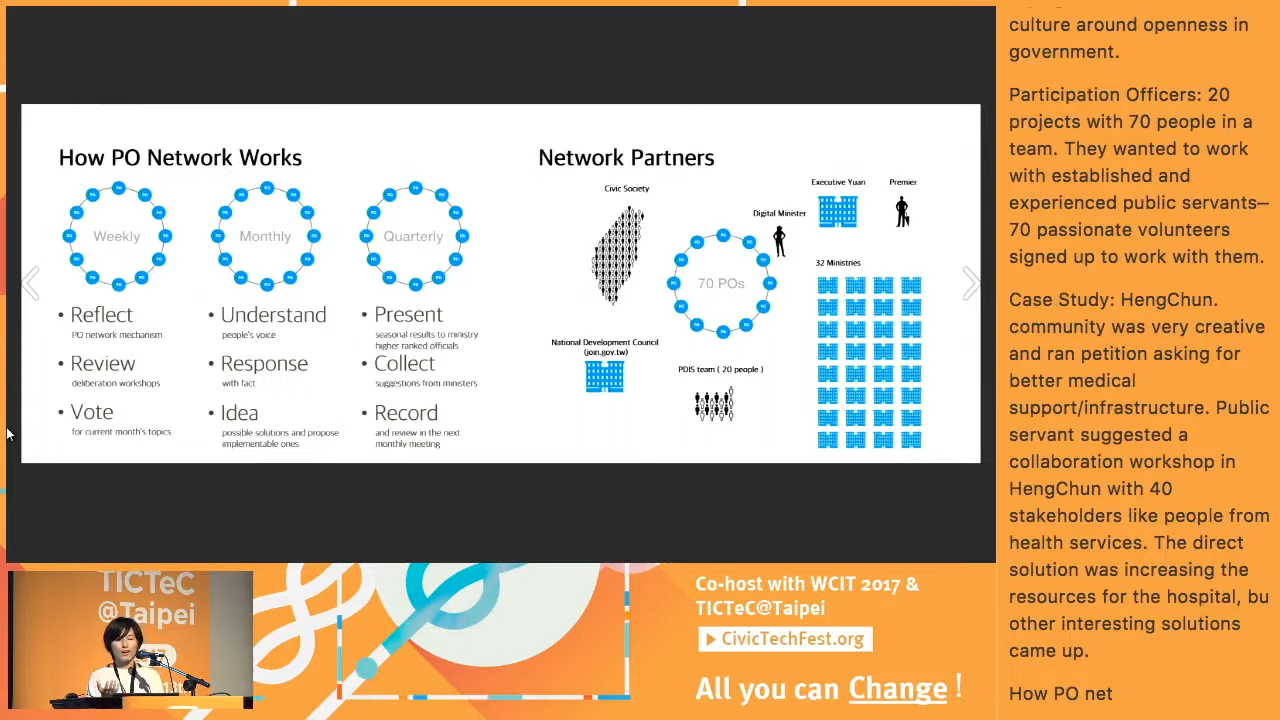 How PO Network Works
Weekly
Monthly
Quarterly
• Reflect
PO network mechanism
• Review
deliberation workshops
• Vote
for current month's topics
• Understand
people's voice
• Response
with fact
• Idea
possible solutions and propose
implementable ones
• Present
seasonal results to ministry
higher ranked officials
• Collect
suggestions from ministers
• Record
and review in the next
monthly meeting
Network Partners
Civic Society
Digital Minister
Executive Yuan
Premier
70 POs
32 Ministries
National Development Council
(join.gov.tw)
PDIS team ( 20 people )
culture around openness in
government.
Participation Officers: 20
projects with 70 people in a
team. They wanted to work
with established and
experienced public servants—
70 passionate volunteers
signed up to work with them.
Case Study: HengChun.
community was very creative
and ran petition asking for
better medical
support/infrastructure. Public
servant suggested a
collaboration workshop in
HengChun with 40
stakeholders like people from
health services. The direct
solution was increasing the
resources for the hospital, bu
other interesting solutions
came up.
How PO net
TICTeC
@Taipei
Co-host with WCIT 2017 &
TICTeC@Taipei
CivicTechFest.org
All you can Change !